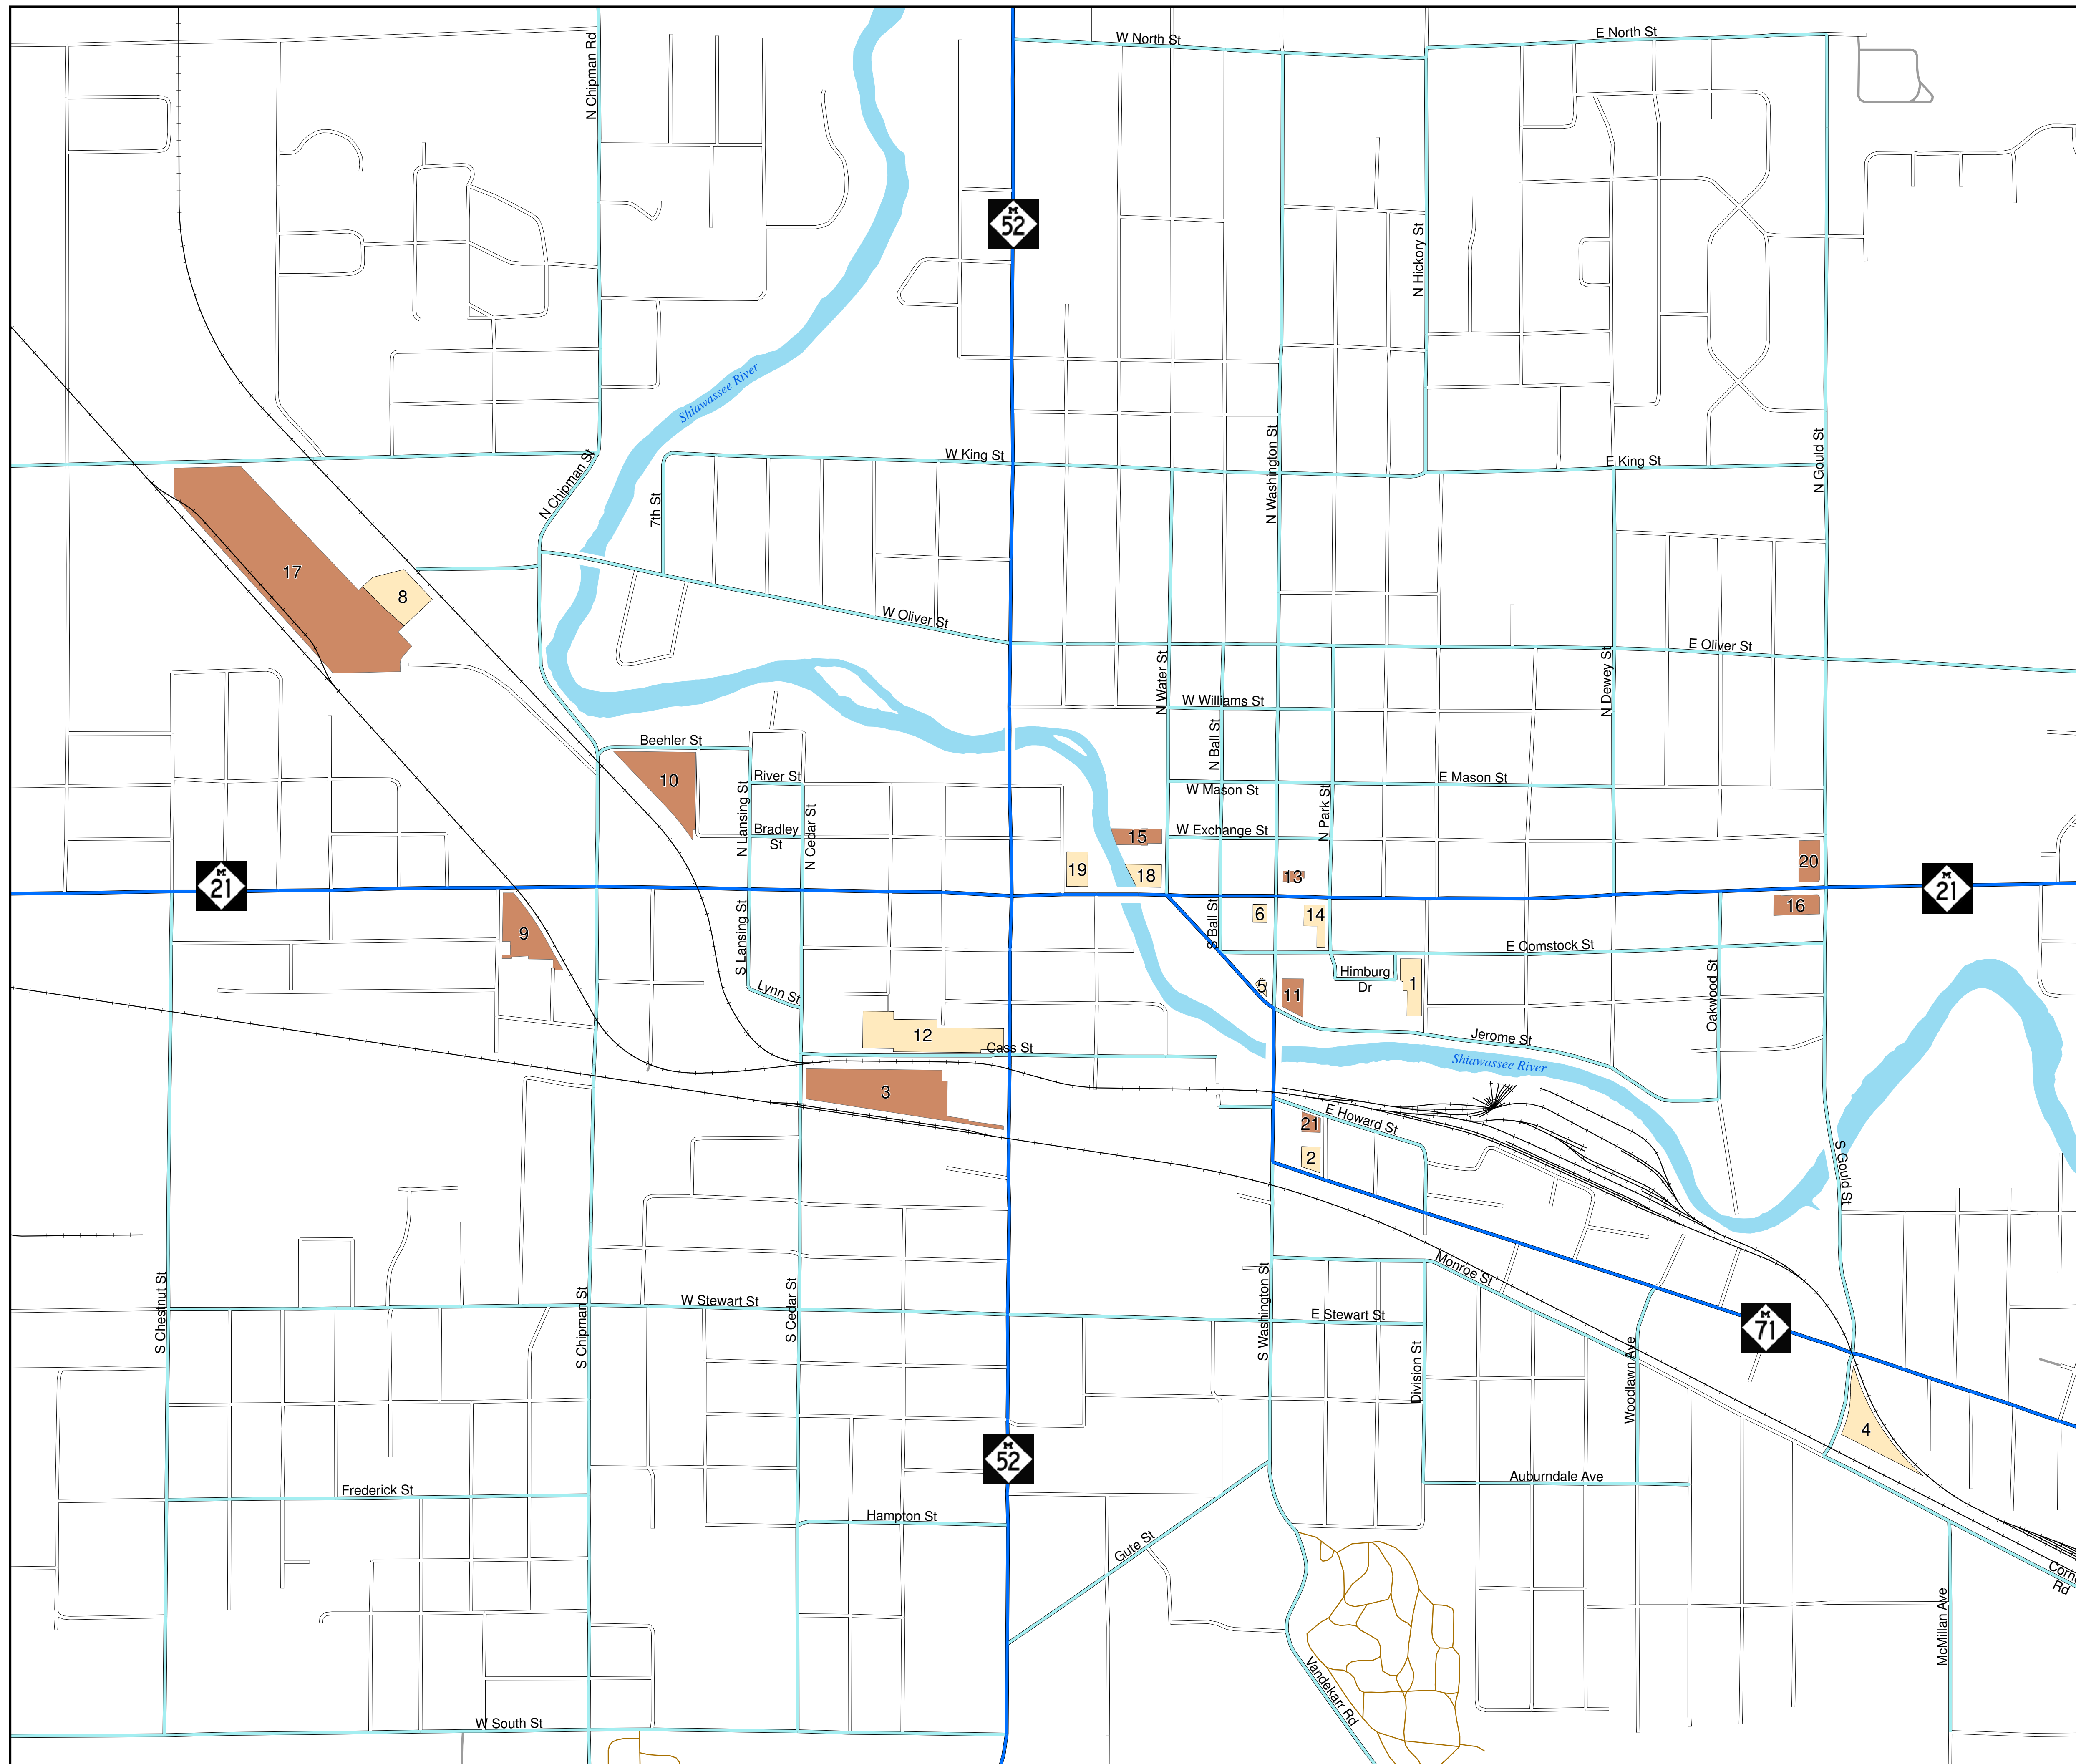 W North St
E North St
N Chipman Rd
M
52
N Hickory St
Shiawassee River
N Chipman St
W King St
E King St
N Washington St
N Gould St
7th St
17
8
W Oliver St
E Oliver St
N Water St
N Dewey St
W Williams St
N Ball St
Beehler St
10
River St
E Mason St
W Mason St
N Lansing St
N Cedar St
N Park St
Bradley
St
15
W Exchange St
19
18
13
20
M
21
M
21
16
6
14
9
S Lansing St
S Ball St
E Comstock St
Himburg
Dr
Oakwood St
5
11
1
Lynn St
12
Cass St
Jerome St
Shiawassee River
3
E Howard St
21
2
S Gould St
Monroe St
S Chestnut St
S Chipman St
W Stewart St
S Cedar St
S Washington St
E Stewart St
M
71
Division St
Woodlawn Ave
4
M
52
Frederick St
Hampton St
Auburndale Ave
Gute St
Rd
McMillan Ave
Vandekarr Rd
W South St